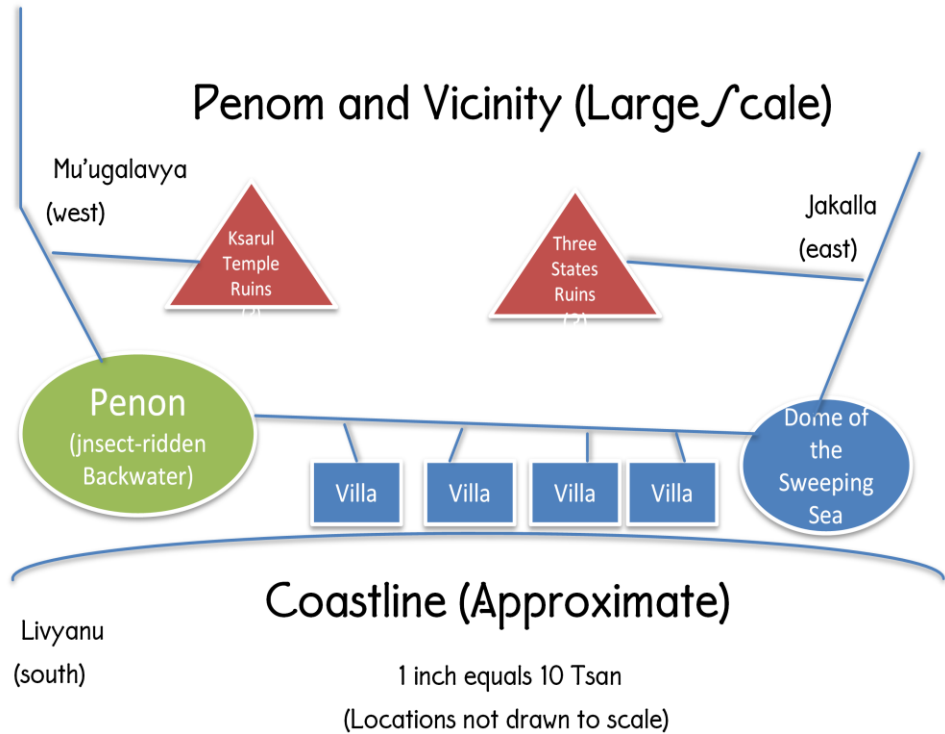 Penom and Vicinity (Large Scale)
Mu'ugalavya
(west)
Jakalla
(east)
Ksarul
Temple
Ruins
(?)
Three
States
Ruins
(?)
Penon
(jnsect-ridden
Backwater)
Dome of
the
Sweeping
Sea
Villa
Villa
Villa
Villa
Coastline (Approximate)
Livyanu
(south)
1 inch equals 10 Tsan
(Locations not drawn to scale)